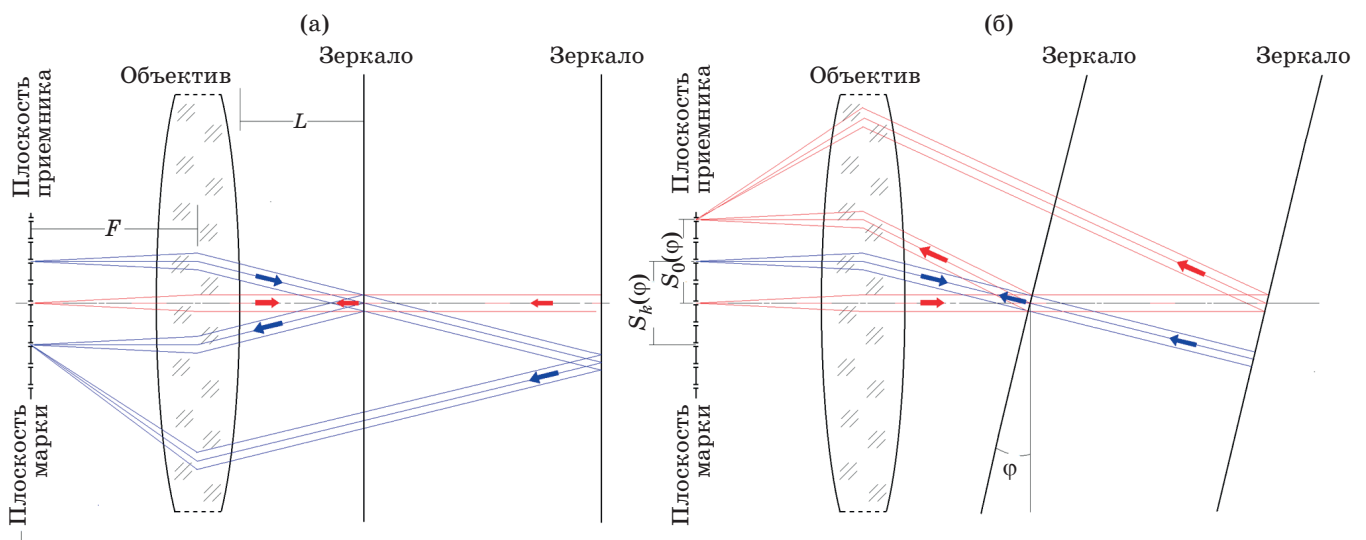 (а)
Зеркало
Зеркало
Объектив
Плоскость
приемника
L
F
Плоскость
марки
(б)
Зеркало
Зеркало
Объектив
Плоскость
приемника
S0(φ)
Sk(φ)
Плоскость
марки
φ